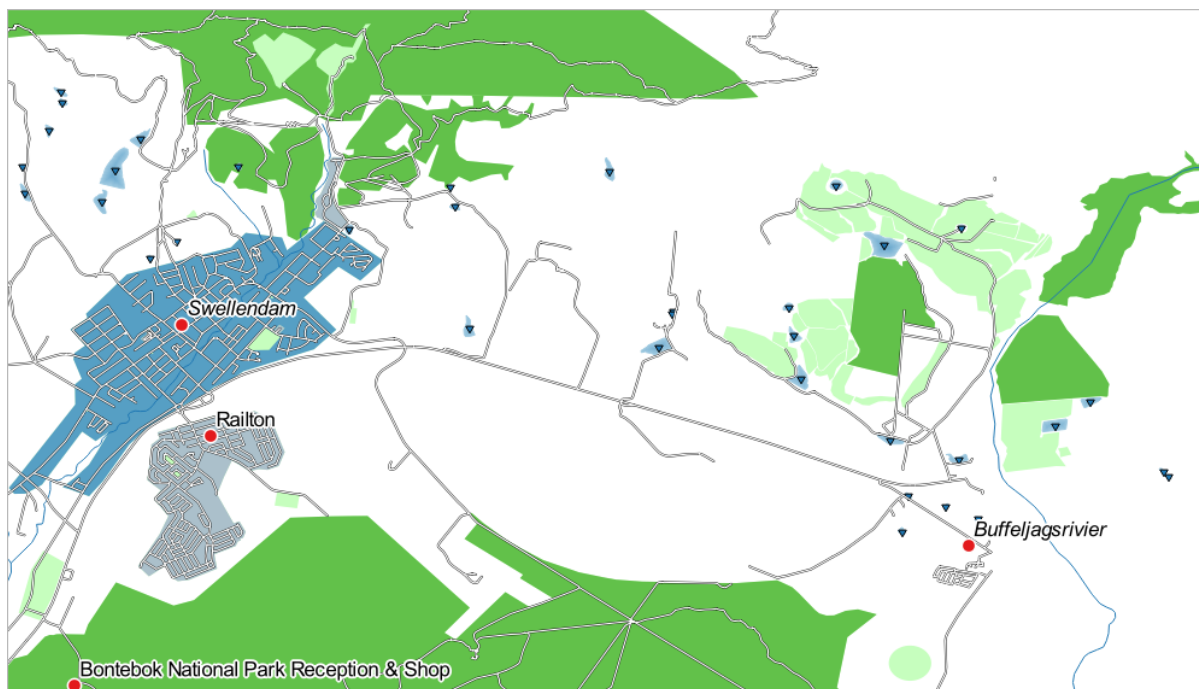 Swellendam
Railton
Buffeljagsrivier
Bontebok National Park Reception & Shop